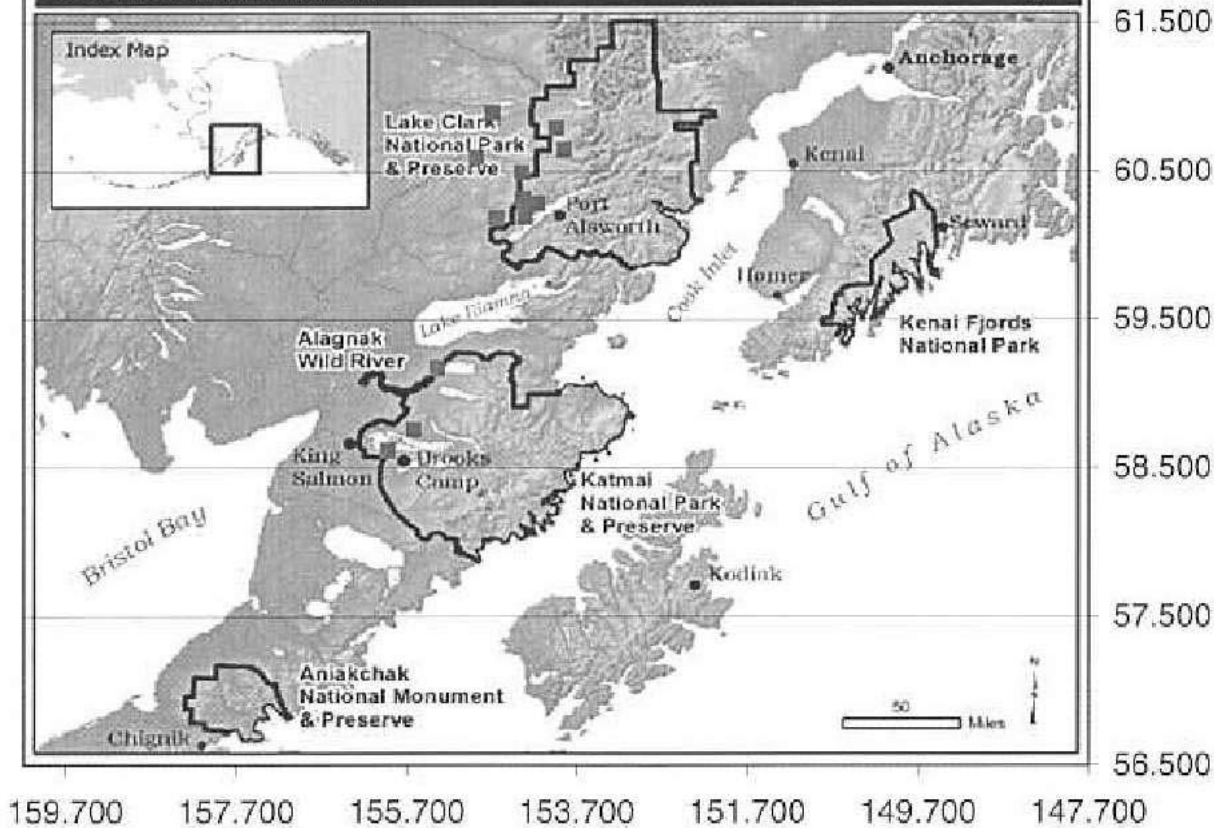 Index Map
Anchorage
Lake Clark
National Park
& Preserve
Kenai
Port
Alsworth
Seward
Cook Inlet
Homer
Lake Iliamna
Kenai Fjords
National Park
Alagnak
Wild River
Gulf of Alaska
King
Salmon
Brooks
Camp
Katmai
National Park
& Preserve
Bristol Bay
Kodiak
Aniakchak
National Monument
& Preserve
Chignik
50
Miles
N
61.500
60.500
59.500
58.500
57.500
56.500
159.700 157.700 155.700 153.700 151.700 149.700 147.700